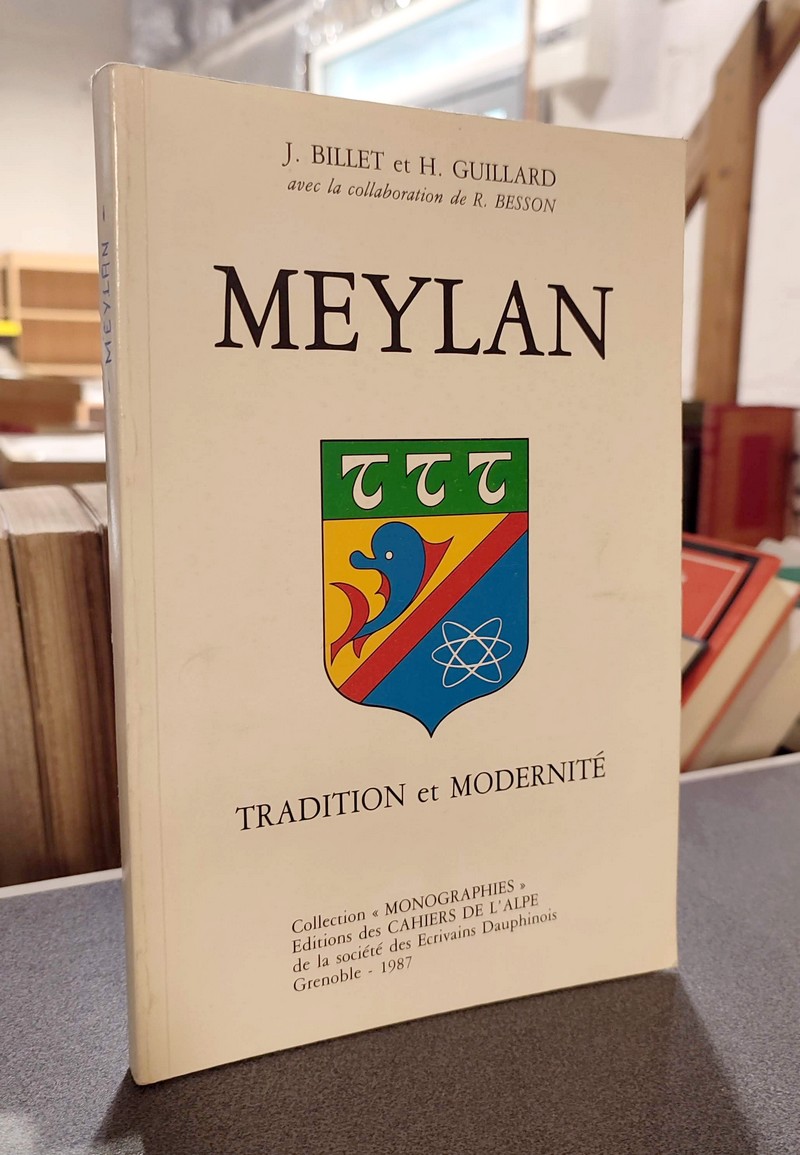 J. BILLET et H. GUILLARD
avec la collaboration de R. BESSON
MEYLAN
TRADITION et MODERNITÉ
Collection « MONOGRAPHIES »
Editions des CAHIERS DE L'ALPE
de la société des Ecrivains Dauphinois
Grenoble - 1987
- MEYLAN -